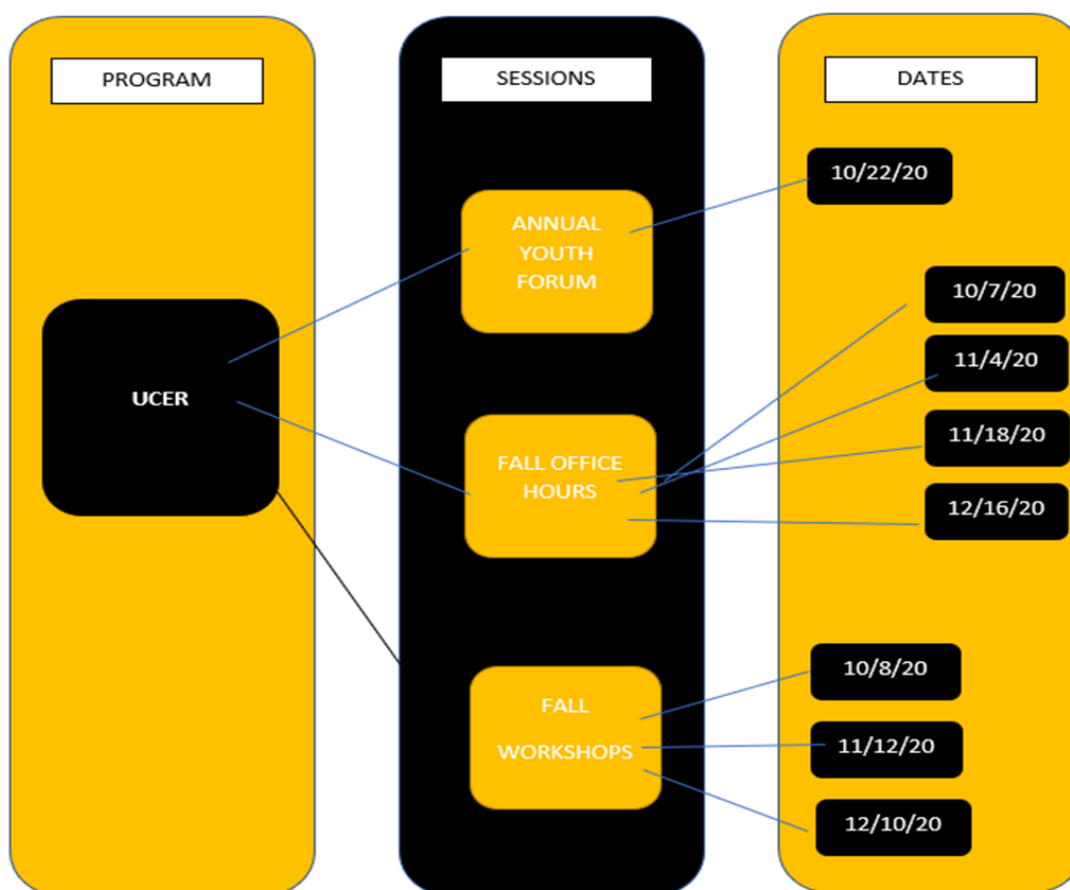 PROGRAM
UCER
SESSIONS
ANNUAL
YOUTH
FORUM
FALL OFFICE
HOURS
FALL
WORKSHOPS
DATES
10/22/20
10/7/20
11/4/20
11/18/20
12/16/20
10/8/20
11/12/20
12/10/20